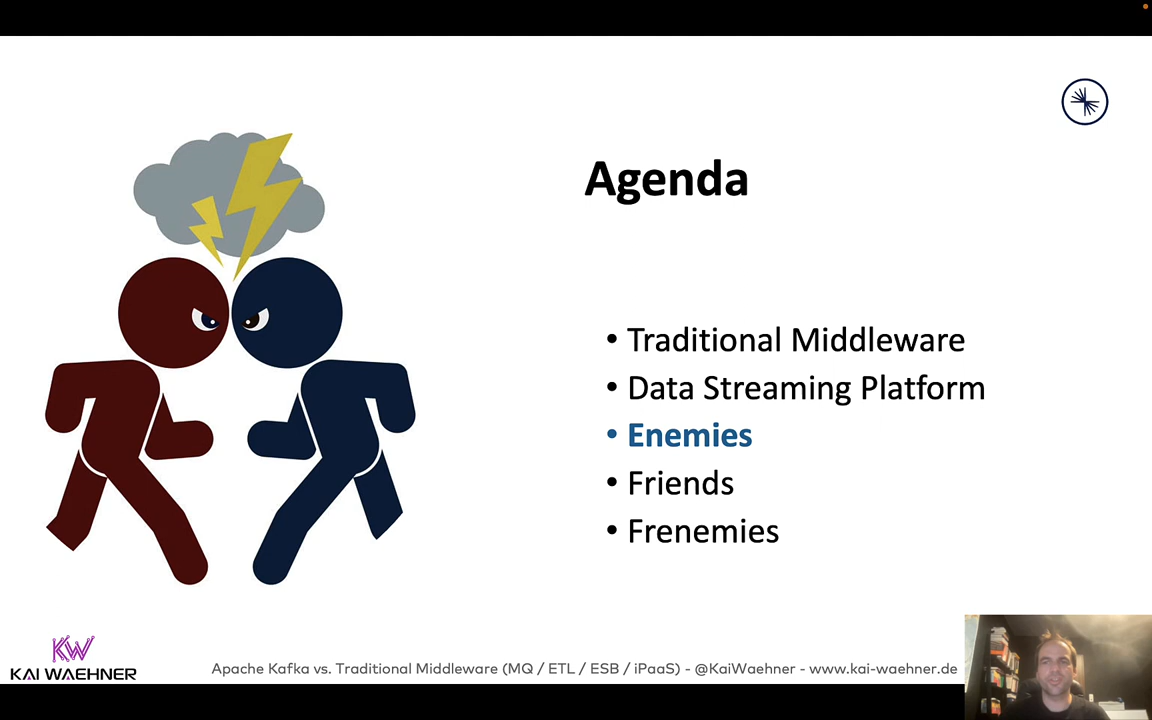 Agenda
• Traditional Middleware
• Data Streaming Platform
• Enemies
• Friends
• Frenemies
KW
KAI WAEHNER
Apache Kafka vs. Traditional Middleware (MQ / ETL / ESB / iPaaS) - @KaiWaehner - www.kai-waehner.de